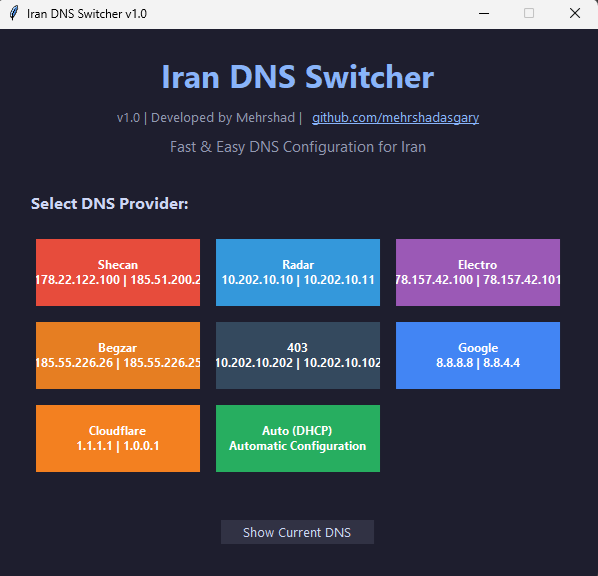 Iran DNS Switcher v1.0
Iran DNS Switcher
v1.0 | Developed by Mehrshad | github.com/mehrshadasgary
Fast & Easy DNS Configuration for Iran
Select DNS Provider:
Shecan
178.22.122.100 | 185.51.200.2
Radar
10.202.10.10 | 10.202.10.11
Electro
78.157.42.100 | 78.157.42.101
Begzar
185.55.226.26 | 185.55.226.25
403
10.202.10.202 | 10.202.10.102
Google
8.8.8.8 | 8.8.4.4
Cloudflare
1.1.1.1 | 1.0.0.1
Auto (DHCP)
Automatic Configuration
Show Current DNS